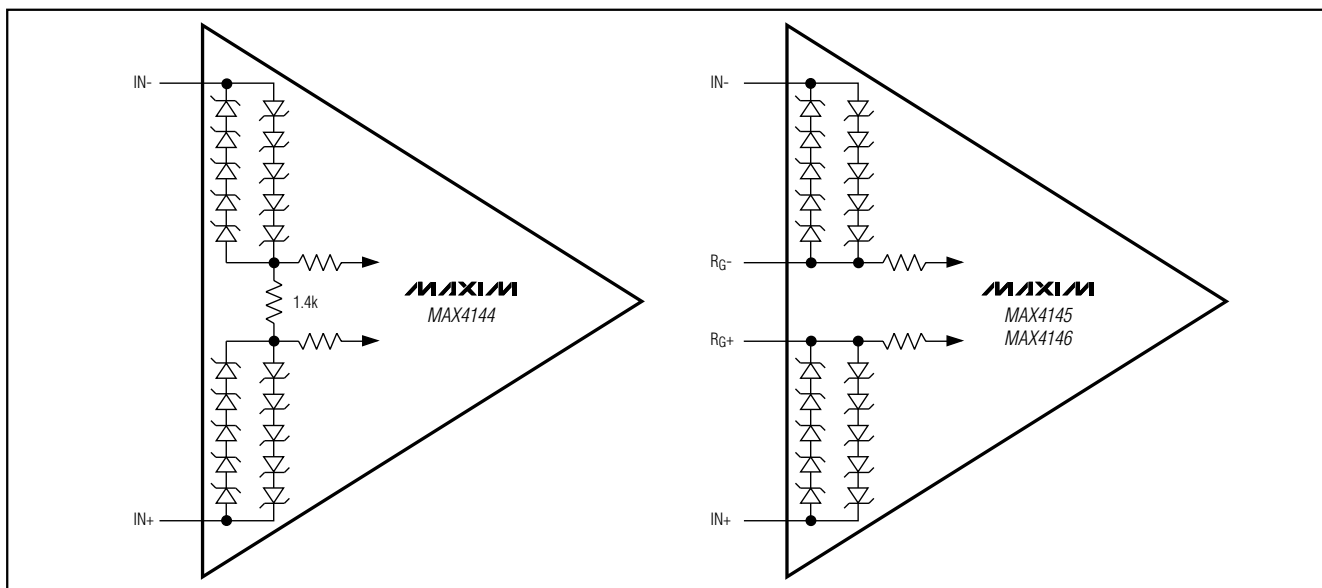 IN-
1.4k
MAXIM
MAX4144
IN+
IN-
RG-
RG+
MAXIM
MAX4145
MAX4146
IN+